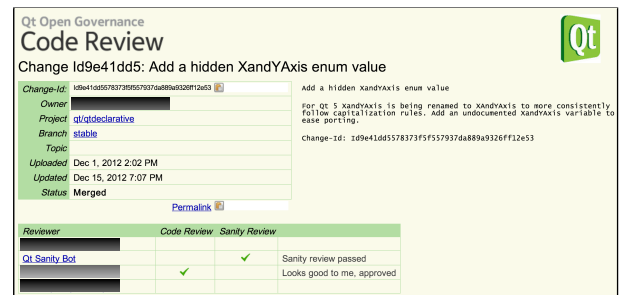 Qt Open Governance
Code Review
Qt
Change Id9e41dd5: Add a hidden XandYAxis enum value
Change-Id: Id9e41dd5578373f5f557937da889a9326ff12e53
Owner
Project qt/qtdeclarative
Branch stable
Topic
Uploaded Dec 1, 2012 2:02 PM
Updated Dec 15, 2012 7:07 PM
Status Merged
Permalink
Add a hidden XandYAxis enum value
For Qt 5 XandYAxis is being renamed to XAndYAxis to more consistently
follow capitalization rules. Add an undocumented XandYAxis variable to
ease porting.
Change-Id: Id9e41dd5578373f5f557937da889a9326ff12e53
Reviewer Code Review Sanity Review
Qt Sanity Bot Sanity review passed
Looks good to me, approved